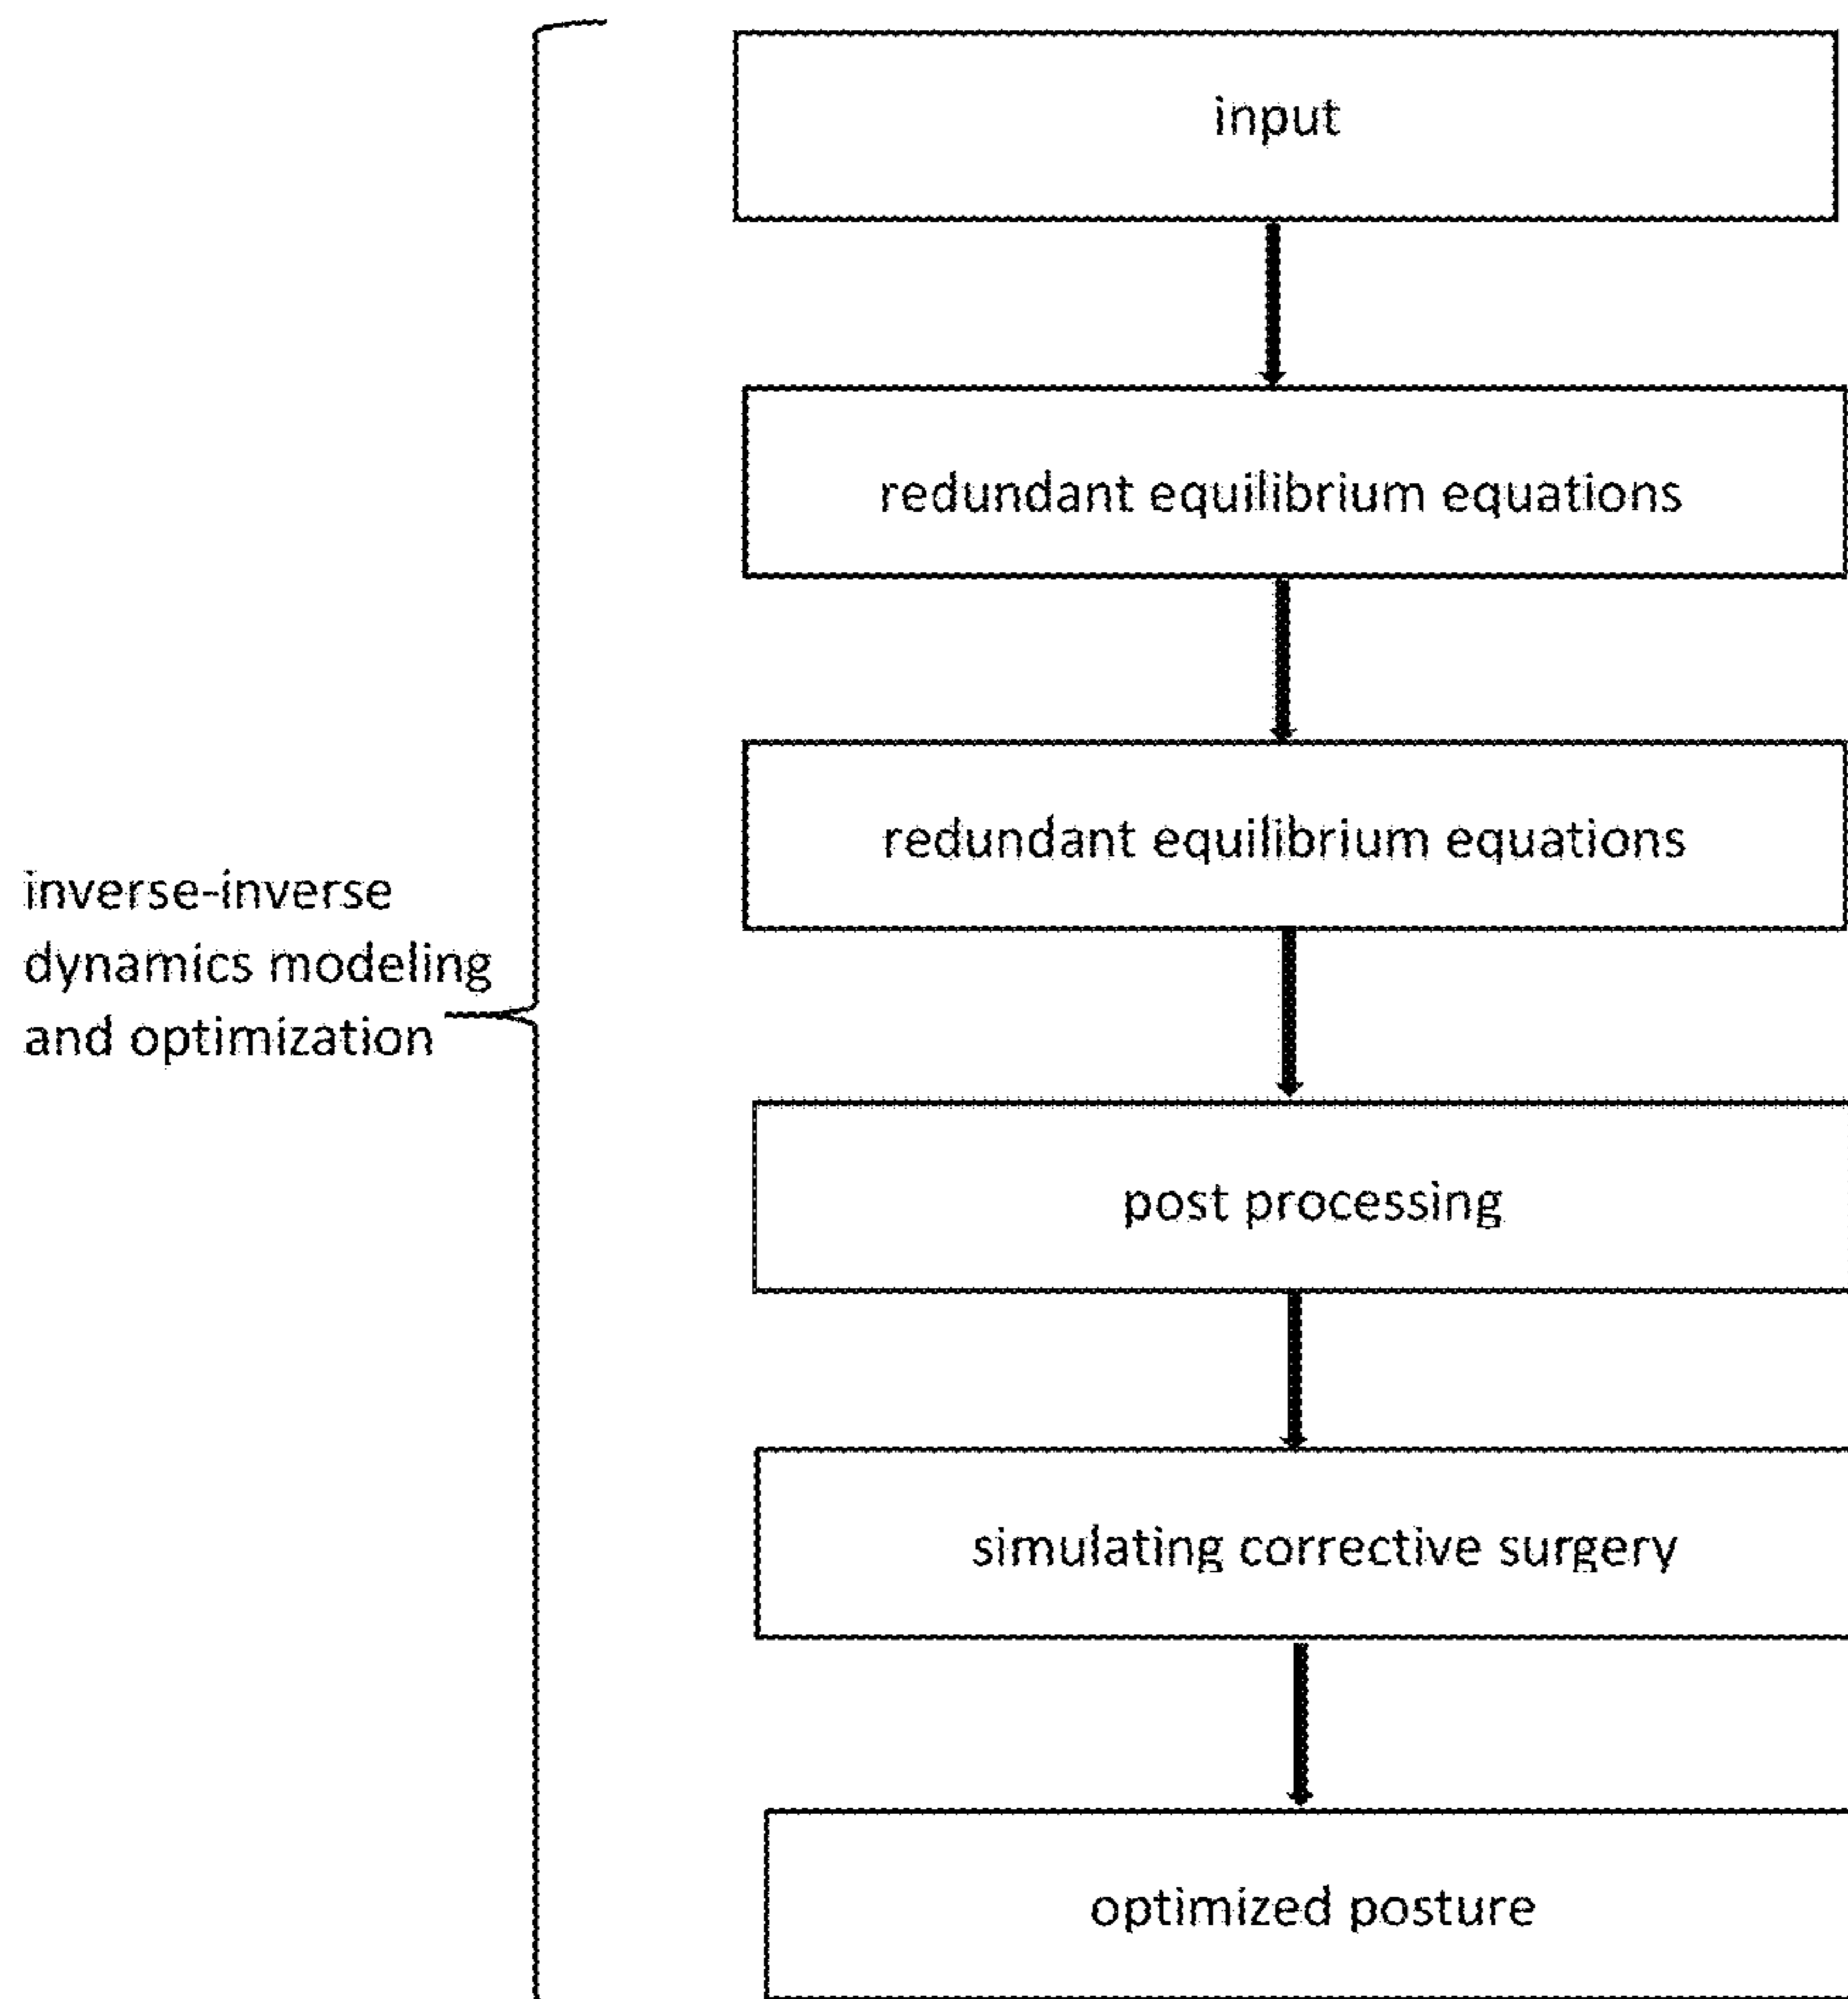 input
redundant equilibrium equations
redundant equilibrium equations
inverse-inverse
dynamics modeling
and optimization
post processing
simulating corrective surgery
optimized posture